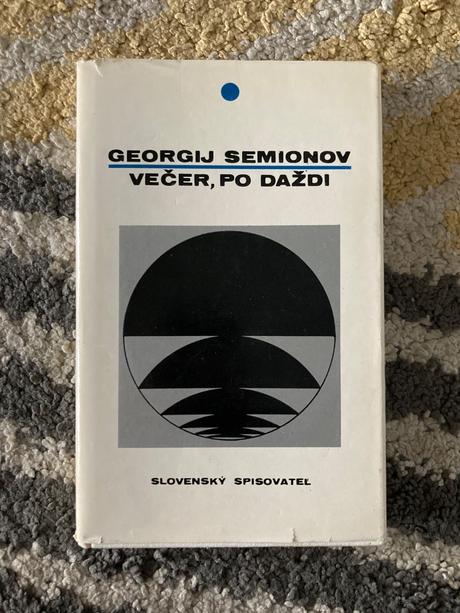 GEORGIJ SEMIONOV
VEČER, PO DAŽDI
SLOVENSKÝ SPISOVATEĽ